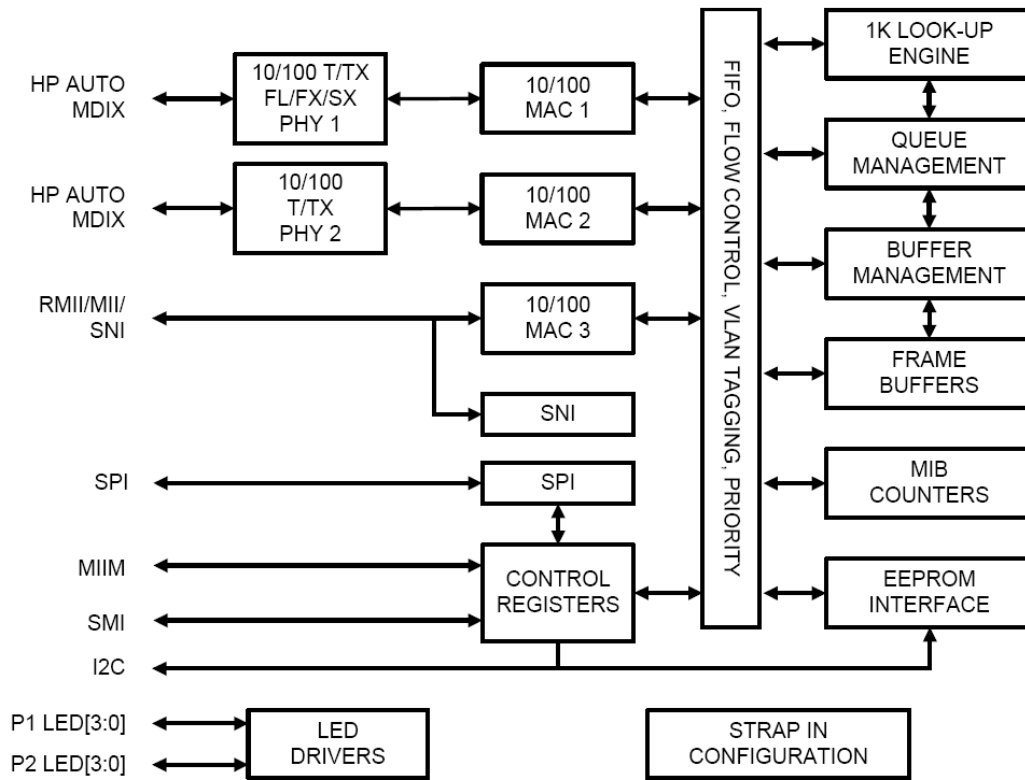 HP AUTO
MDIX
10/100 T/TX
FL/FX/SX
PHY 1
10/100
MAC 1
HP AUTO
MDIX
10/100
T/TX
PHY 2
10/100
MAC 2
RMII/MII/
SNI
10/100
MAC 3
SNI
SPI
SPI
MIIM
SMI
CONTROL
REGISTERS
I2C
P1 LED[3:0]
P2 LED[3:0]
LED
DRIVERS
FIFO, FLOW CONTROL, VLAN TAGGING, PRIORITY
1K LOOK-UP
ENGINE
QUEUE
MANAGEMENT
BUFFER
MANAGEMENT
FRAME
BUFFERS
MIB
COUNTERS
EEPROM
INTERFACE
STRAP IN
CONFIGURATION